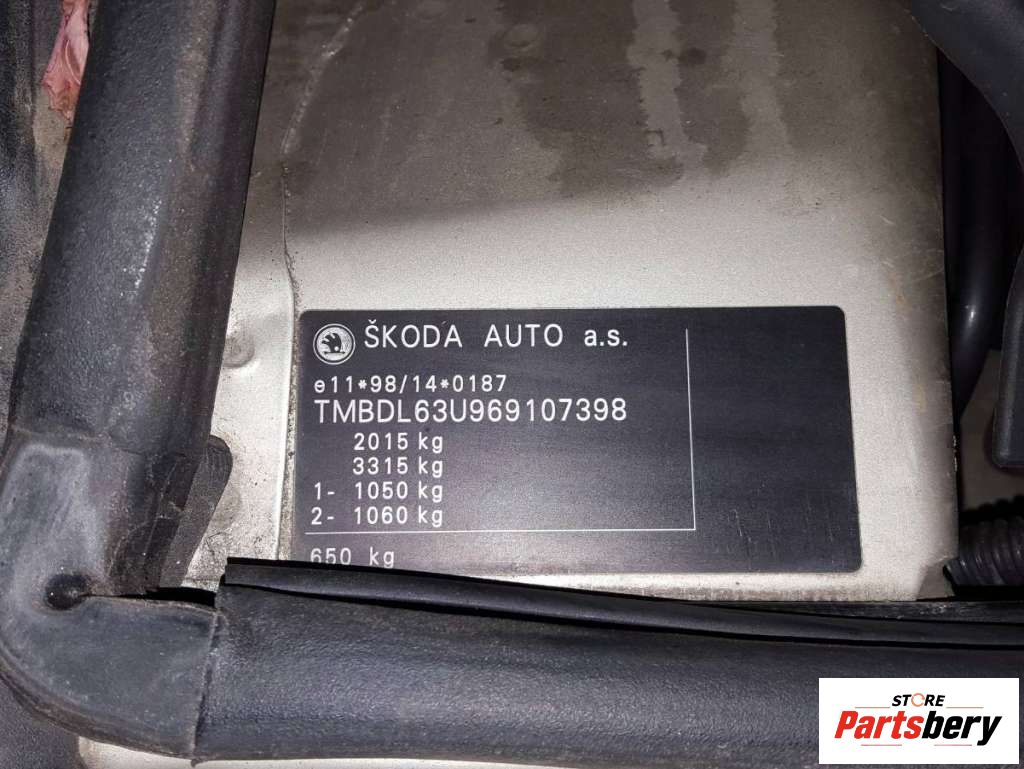 ŠKODA AUTO a.s.
e11*98/14*0187
TMBDL63U969107398
2015 kg
3315 kg
1- 1050 kg
2- 1060 kg
650 kg
STORE
Partsbery